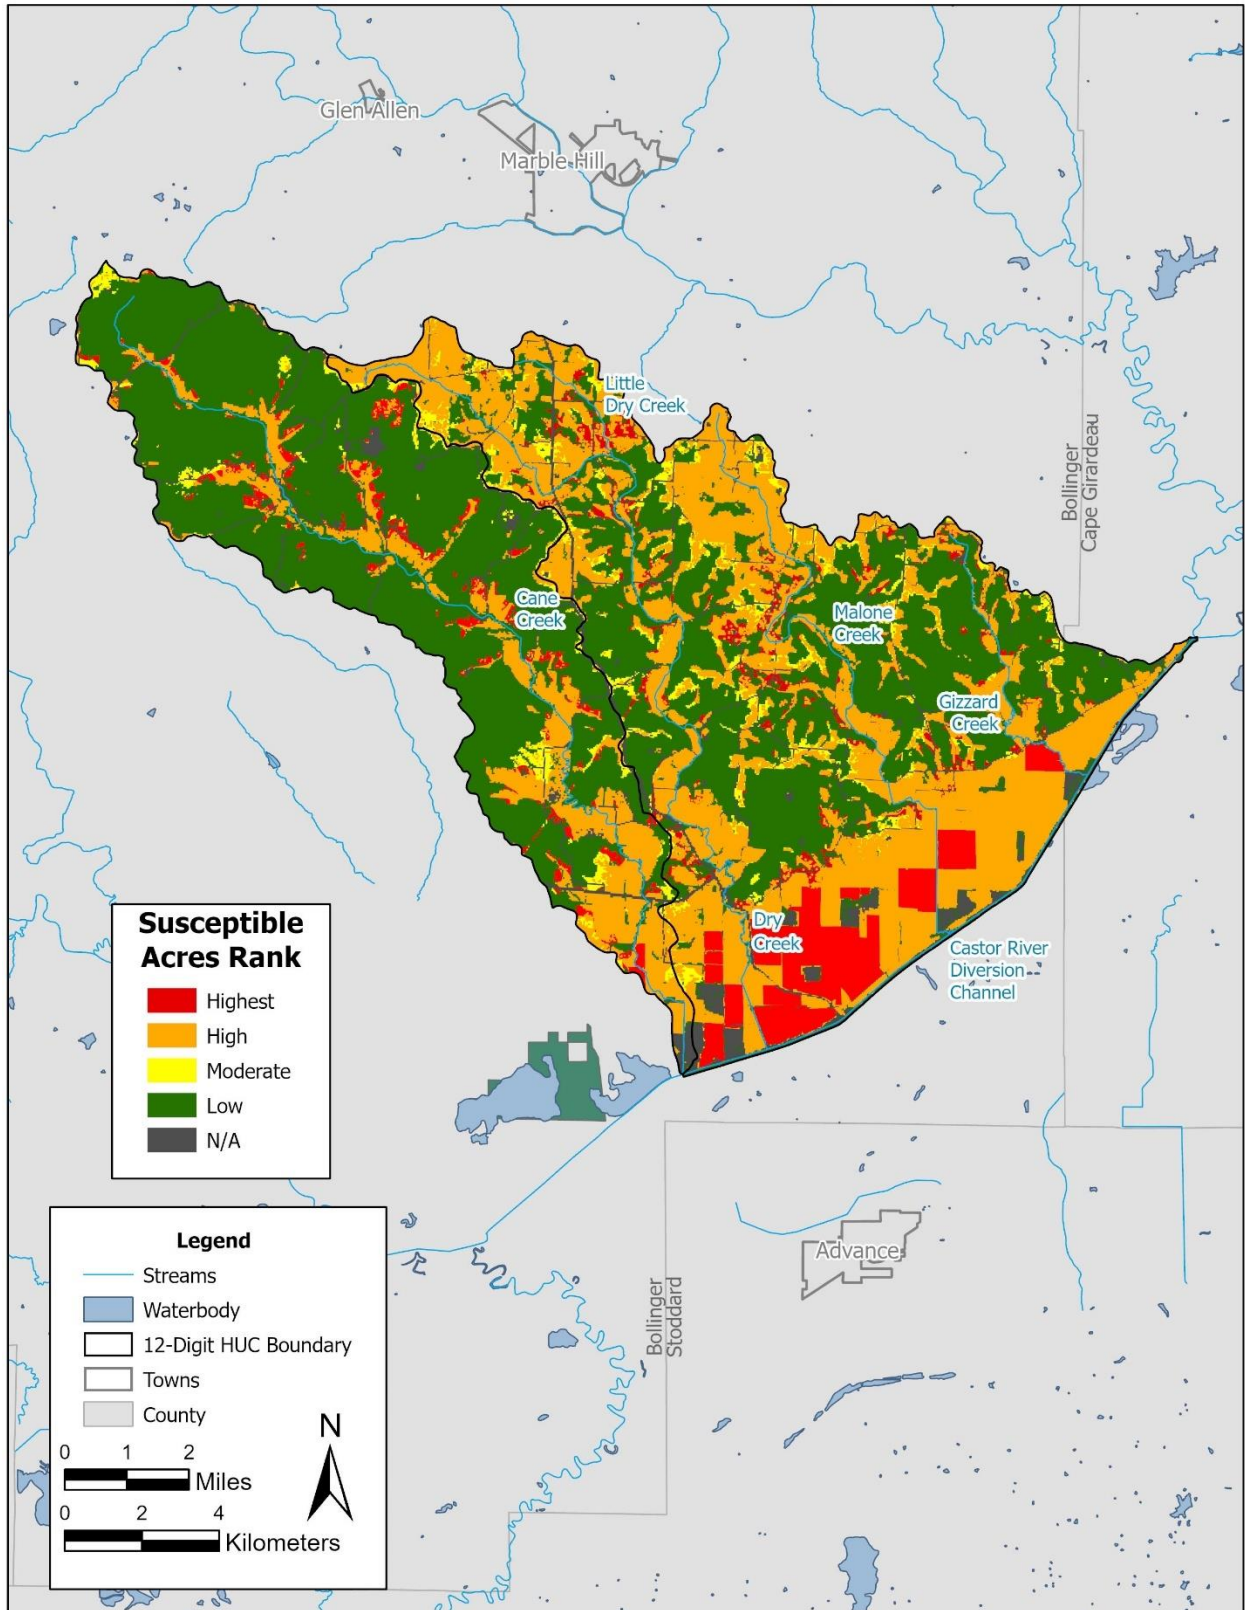 Glen Allen
Marble Hill
Little
Dry Creek
Bollinger
Cape Girardeau
Cane
Creek
Malone
Creek
Gizzard
Creek
Dry
Creek
Castor River
Diversion
Channel
Susceptible
Acres Rank
Highest
High
Moderate
Low
N/A
Advance
Bollinger
Stoddard
Legend
Streams
Waterbody
12-Digit HUC Boundary
Towns
County
N
0 1 2
Miles
0 2 4
Kilometers